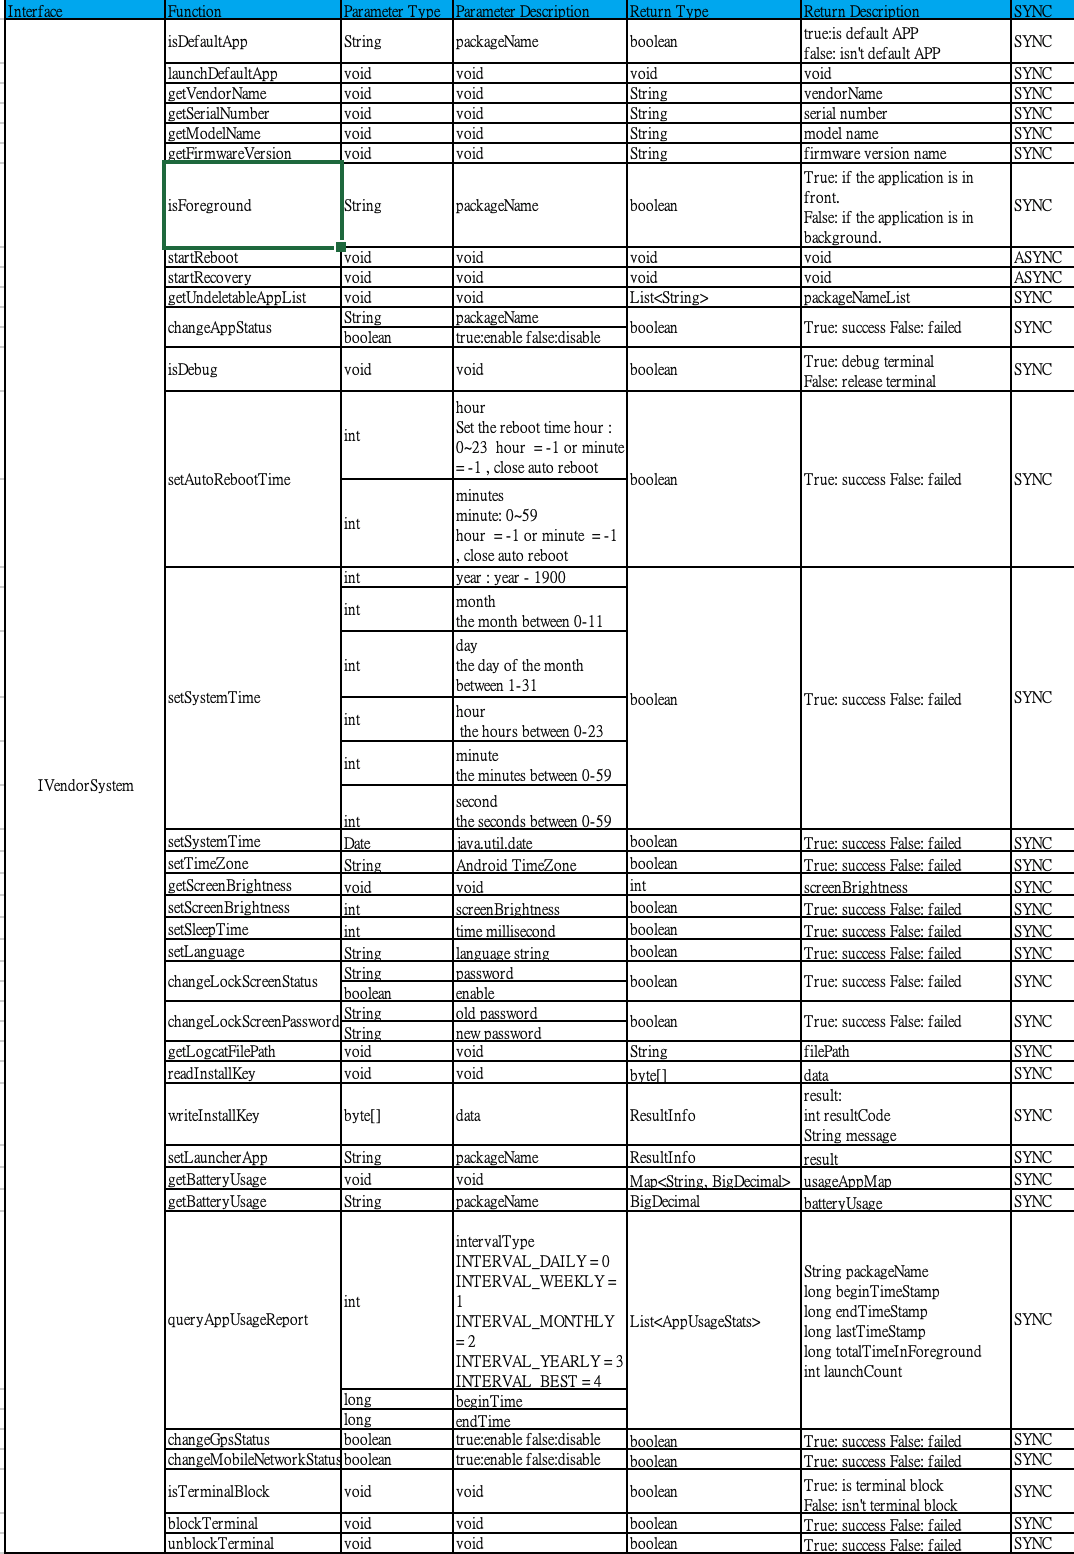 Interface Function Parameter Type Parameter Description Return Type Return Description SYNC
IVendorSystem
isDefaultApp String packageName boolean true:is default APP
false: isn't default APP SYNC
launchDefaultApp void void void void SYNC
getVendorName void void String vendorName SYNC
getSerialNumber void void String serial number SYNC
getModelName void void String model name SYNC
getFirmwareVersion void void String firmware version name SYNC
isForeground String packageName boolean True: if the application is in
front.
False: if the application is in
background. SYNC
startReboot void void void void ASYNC
startRecovery void void void void ASYNC
getUndeletableAppList void void List<String> packageNameList SYNC
changeAppStatus String packageName boolean True: success False: failed SYNC
boolean true:enable false:disable
isDebug void void boolean True: debug terminal
False: release terminal SYNC
setAutoRebootTime int hour
Set the reboot time hour :
0~23 hour = -1 or minute
= -1 , close auto reboot
boolean True: success False: failed SYNC
int minutes
minute: 0~59
hour = -1 or minute = -1
, close auto reboot
setSystemTime int year : year - 1900
int month
the month between 0-11
int day
the day of the month
between 1-31
boolean True: success False: failed SYNC
int hour
the hours between 0-23
int minute
the minutes between 0-59
int second
the seconds between 0-59
setSystemTime Date java.util.date boolean True: success False: failed SYNC
setTimeZone String Android TimeZone boolean True: success False: failed SYNC
getScreenBrightness void void int screenBrightness SYNC
setScreenBrightness int screenBrightness boolean True: success False: failed SYNC
setSleepTime int time millisecond boolean True: success False: failed SYNC
setLanguage String language string boolean True: success False: failed SYNC
changeLockScreenStatus String password boolean True: success False: failed SYNC
boolean enable
changeLockScreenPassword String old password boolean True: success False: failed SYNC
String new password
getLogcatFilePath void void String filePath SYNC
readInstallKey void void byte[] data SYNC
writeInstallKey byte[] data ResultInfo result:
int resultCode
String message SYNC
setLauncherApp String packageName ResultInfo result SYNC
getBatteryUsage void void Map<String, BigDecimal> usageAppMap SYNC
getBatteryUsage String packageName BigDecimal batteryUsage SYNC
queryAppUsageReport int intervalType
INTERVAL_DAILY = 0
INTERVAL_WEEKLY =
1
INTERVAL_MONTHLY
= 2
INTERVAL_YEARLY = 3
INTERVAL_BEST = 4
long beginTime
long endTime
List<AppUsageStats> String packageName
long beginTimeStamp
long endTimeStamp
long lastTimeStamp
long totalTimeInForeground
int launchCount SYNC
changeGpsStatus boolean true:enable false:disable boolean True: success False: failed SYNC
changeMobileNetworkStatus boolean true:enable false:disable boolean True: success False: failed SYNC
isTerminalBlock void void boolean True: is terminal block
False: isn't terminal block SYNC
blockTerminal void void boolean True: success False: failed SYNC
unblockTerminal void void boolean True: success False: failed SYNC